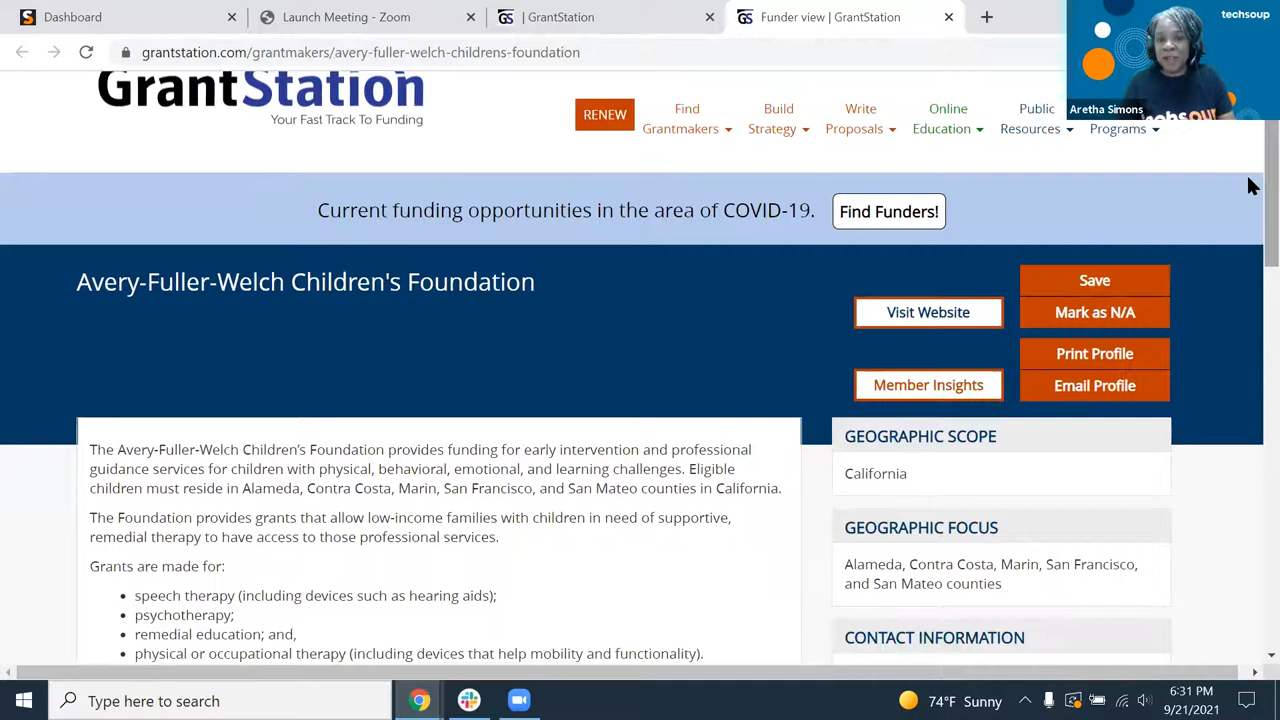 Dashboard
Launch Meeting - Zoom
| GrantStation
Funder view | GrantStation
techsoup
grantstation.com/grantmakers/avery-fuller-welch-childrens-foundation
Aretha Simons
GrantStation
Your Fast Track To Funding
RENEW
Find Grantmakers
Build Strategy
Write Proposals
Online Education
Public Resources
Programs
Current funding opportunities in the area of COVID-19.
Find Funders!
Avery-Fuller-Welch Children's Foundation
Visit Website
Member Insights
Save
Mark as N/A
Print Profile
Email Profile
The Avery-Fuller-Welch Children's Foundation provides funding for early intervention and professional
guidance services for children with physical, behavioral, emotional, and learning challenges. Eligible
children must reside in Alameda, Contra Costa, Marin, San Francisco, and San Mateo counties in California.
The Foundation provides grants that allow low-income families with children in need of supportive,
remedial therapy to have access to those professional services.
Grants are made for:
• speech therapy (including devices such as hearing aids);
• psychotherapy;
• remedial education; and,
• physical or occupational therapy (including devices that help mobility and functionality).
GEOGRAPHIC SCOPE
California
GEOGRAPHIC FOCUS
Alameda, Contra Costa, Marin, San Francisco,
and San Mateo counties
CONTACT INFORMATION
Type here to search
74°F Sunny
6:31 PM
9/21/2021